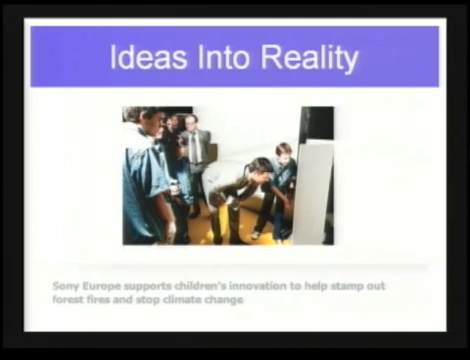 Ideas Into Reality
Sony Europe supports children's innovation to help stamp out
forest fires and stop climate change